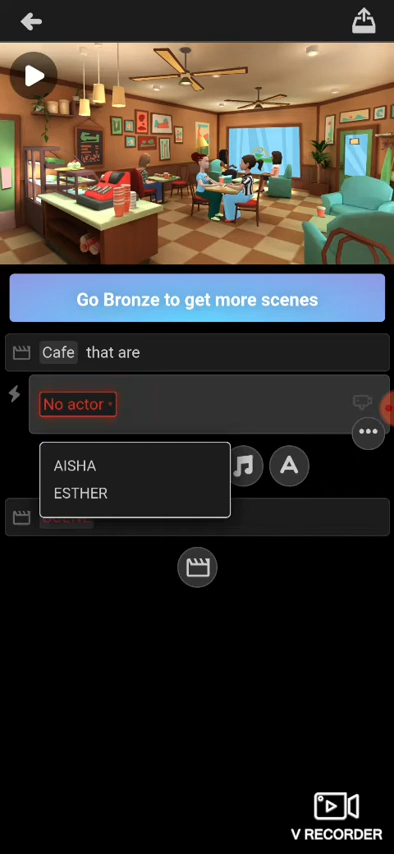 Go Bronze to get more scenes
Cafe that are
No actor
AISHA
ESTHER
V RECORDER